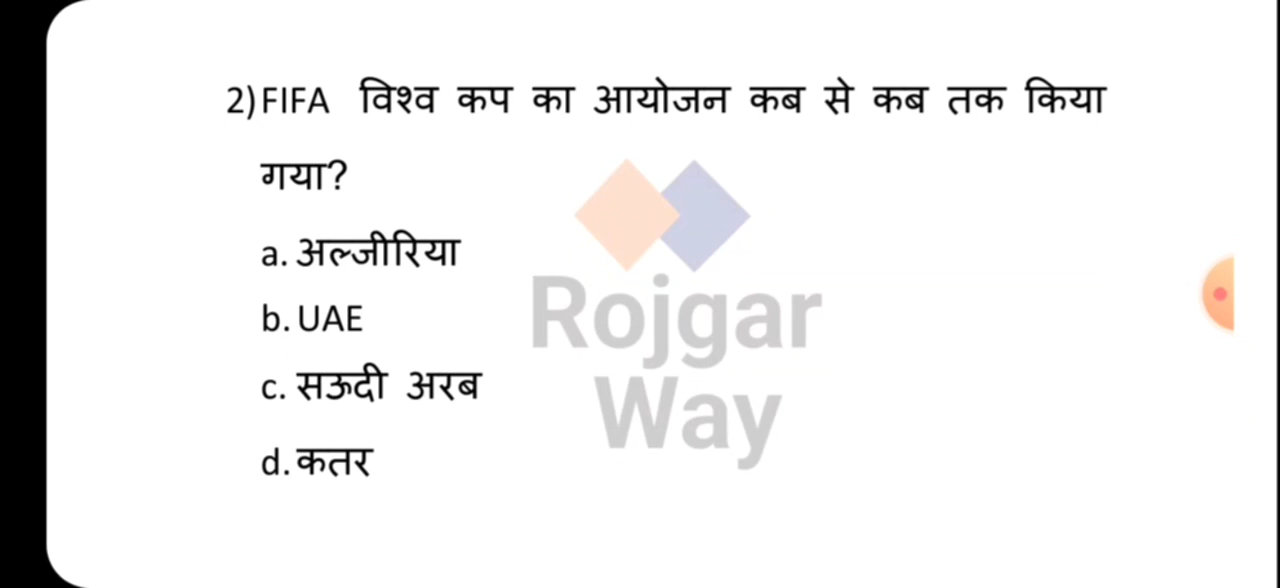 2) FIFA विश्व कप का आयोजन कब से कब तक किया
गया?
a. अल्जीरिया
b. UAE
c. सऊदी अरब
d. कतर
Rojgar
Way